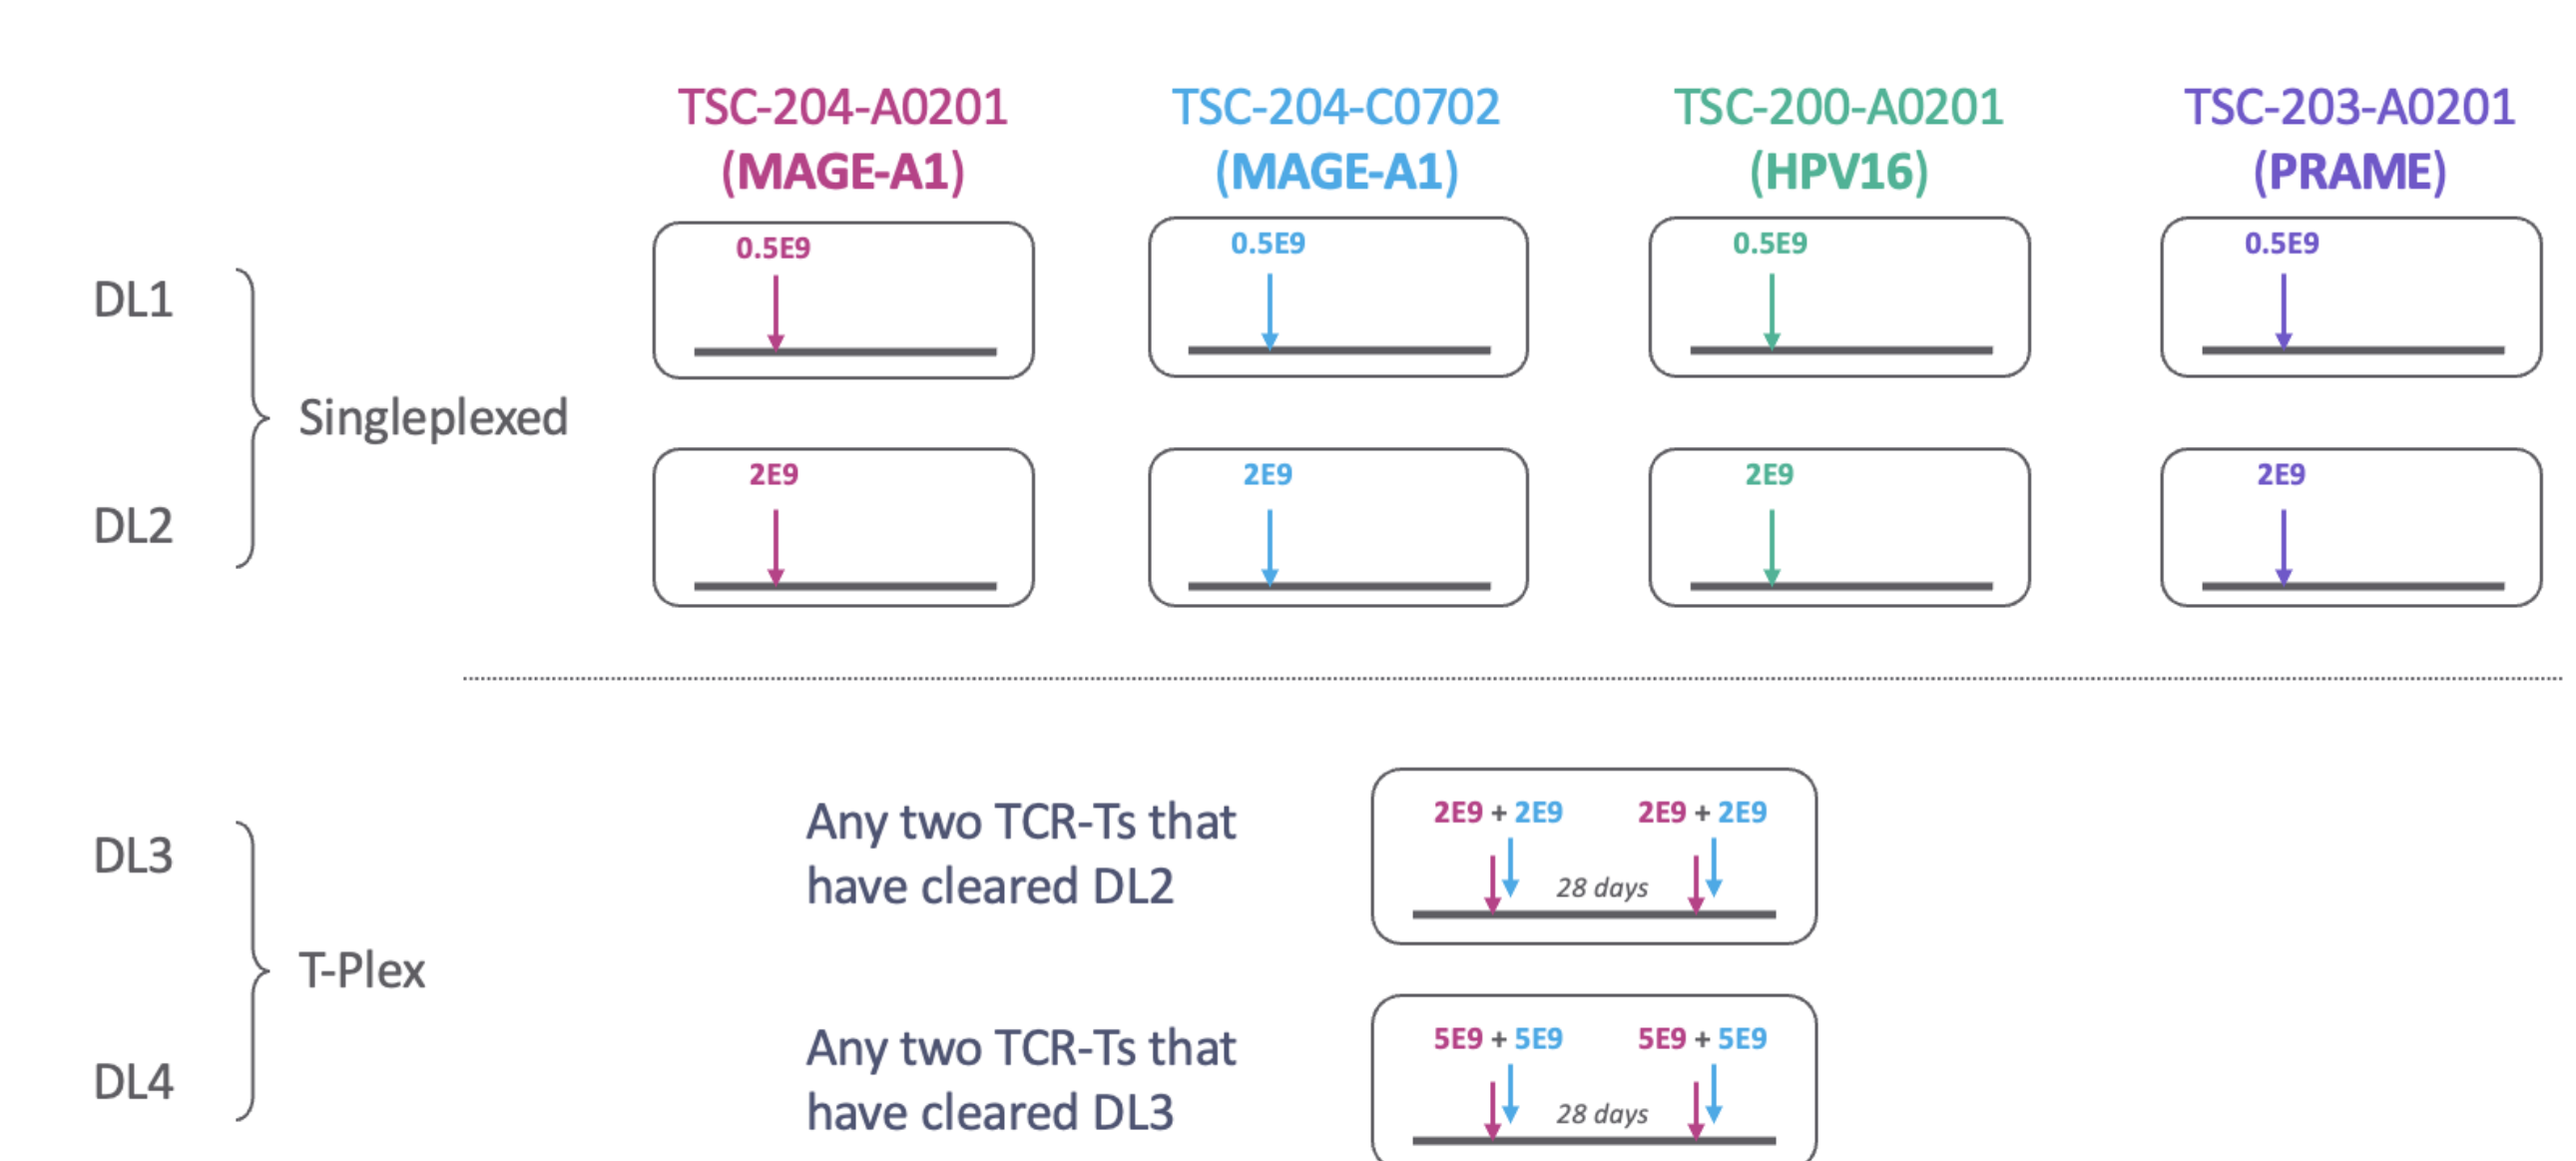 TSC-204-A0201 TSC-204-C0702 TSC-200-A0201 TSC-203-A0201
(MAGE-A1) (MAGE-A1) (HPV16) (PRAME)
DL1 0.5E9 0.5E9 0.5E9 0.5E9
Singleplexed
DL2 2E9 2E9 2E9 2E9
DL3
Any two TCR-Ts that
have cleared DL2
2E9 + 2E9 2E9 + 2E9
28 days
T-Plex
DL4
Any two TCR-Ts that
have cleared DL3
5E9 + 5E9 5E9 + 5E9
28 days